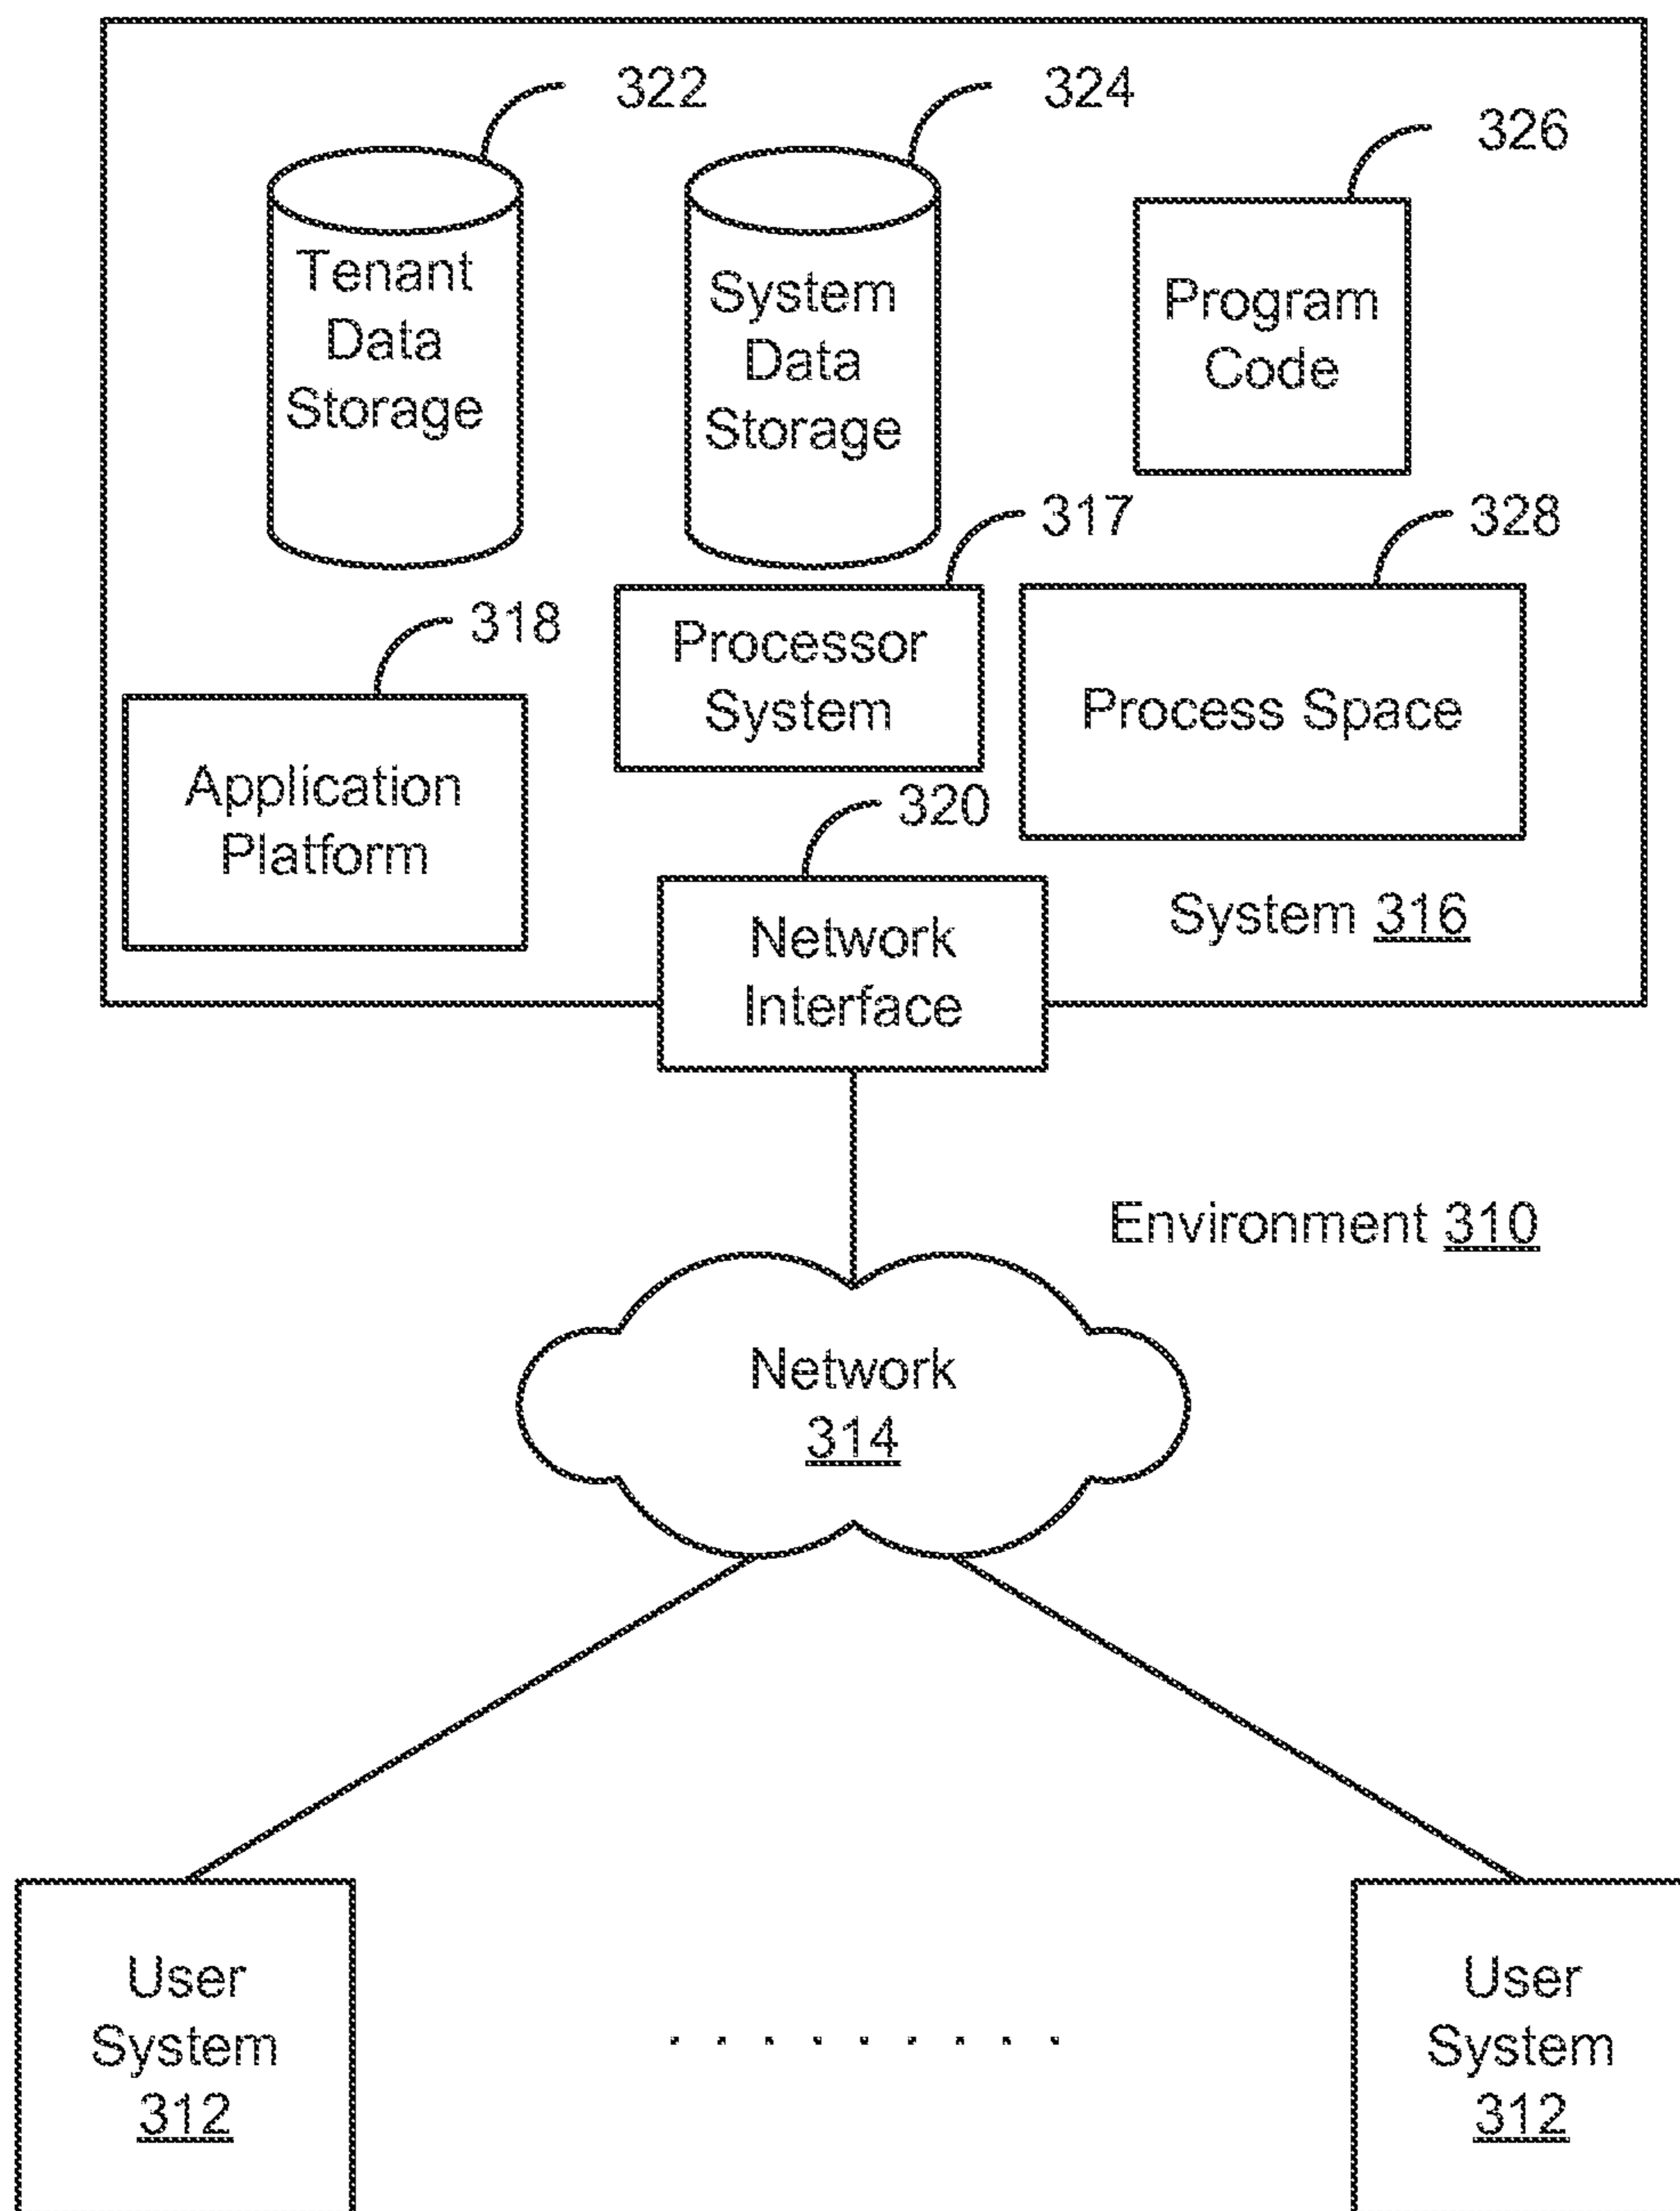 322
324
326
Tenant
Data
Storage
System
Data
Storage
Program
Code
317
328
318
Processor
System
Process Space
Application
Platform
320
System 316
Network
Interface
Environment 310
Network
314
User
System
312
User
System
312